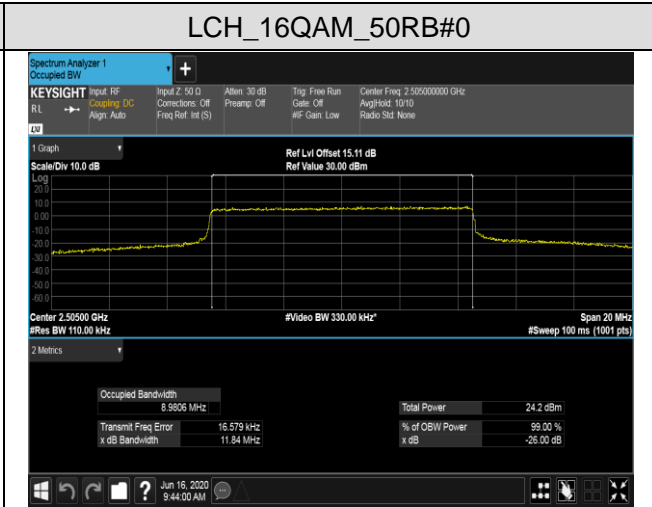 LCH_16QAM_50RB#0
Spectrum Analyzer 1
Occupied BW
+
KEYSIGHT Input: RF Input Z: 50 Ω Atten: 30 dB Trig: Free Run Center Freq: 2.505000000 GHz
RL Coupling: DC Corrections: Off Preamp: Off Gate: Off Avg|Hold: 10/10
Align: Auto Freq Ref: Int (S) #IF Gain: Low Radio Std: None
LXI
1 Graph
Ref Lvl Offset 15.11 dB
Scale/Div 10.0 dB Ref Value 30.00 dBm
Log
20.0
10.0
0.00
-10.0
-20.0
-30.0
-40.0
-50.0
-60.0
Center 2.50500 GHz #Video BW 330.00 kHz* Span 20 MHz
#Res BW 110.00 kHz #Sweep 100 ms (1001 pts)
2 Metrics
Occupied Bandwidth
8.9806 MHz Total Power 24.2 dBm
Transmit Freq Error 16.579 kHz % of OBW Power 99.00 %
x dB Bandwidth 11.84 MHz x dB -26.00 dB
? Jun 16, 2020
9:44:00 AM